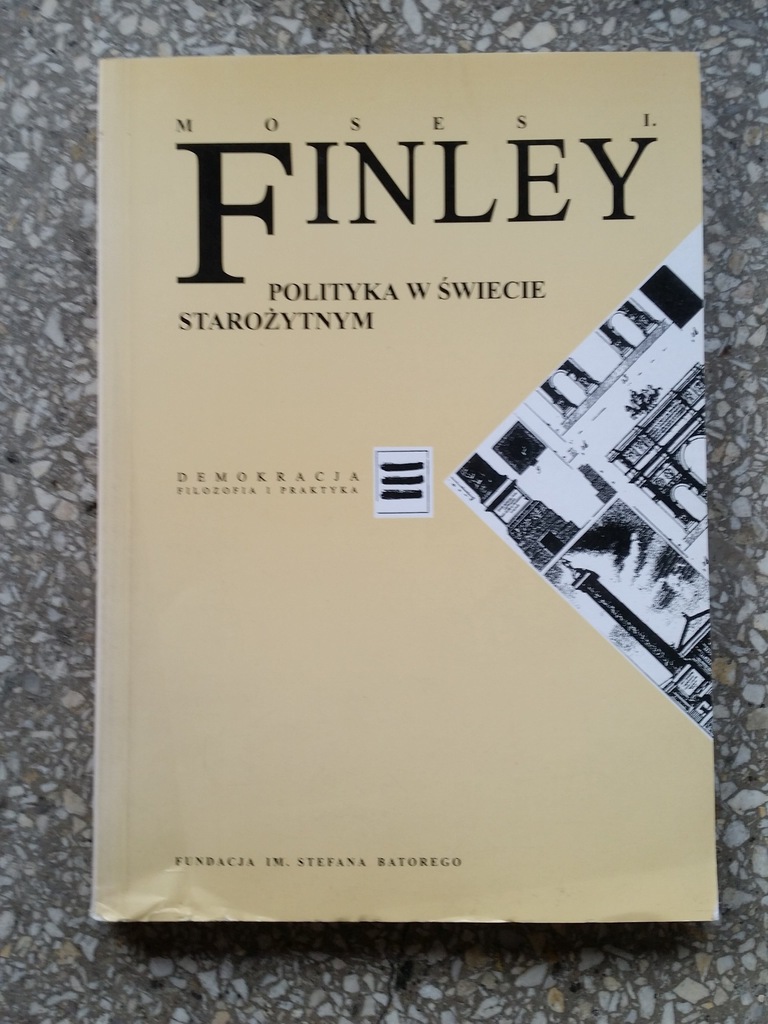 MOSES I.
FINLEY
POLITYKA W ŚWIECIE
STAROŻYTNYM
DEMOKRACJA
FILOZOFIA I PRAKTYKA
FUNDACJA IM. STEFANA BATOREGO